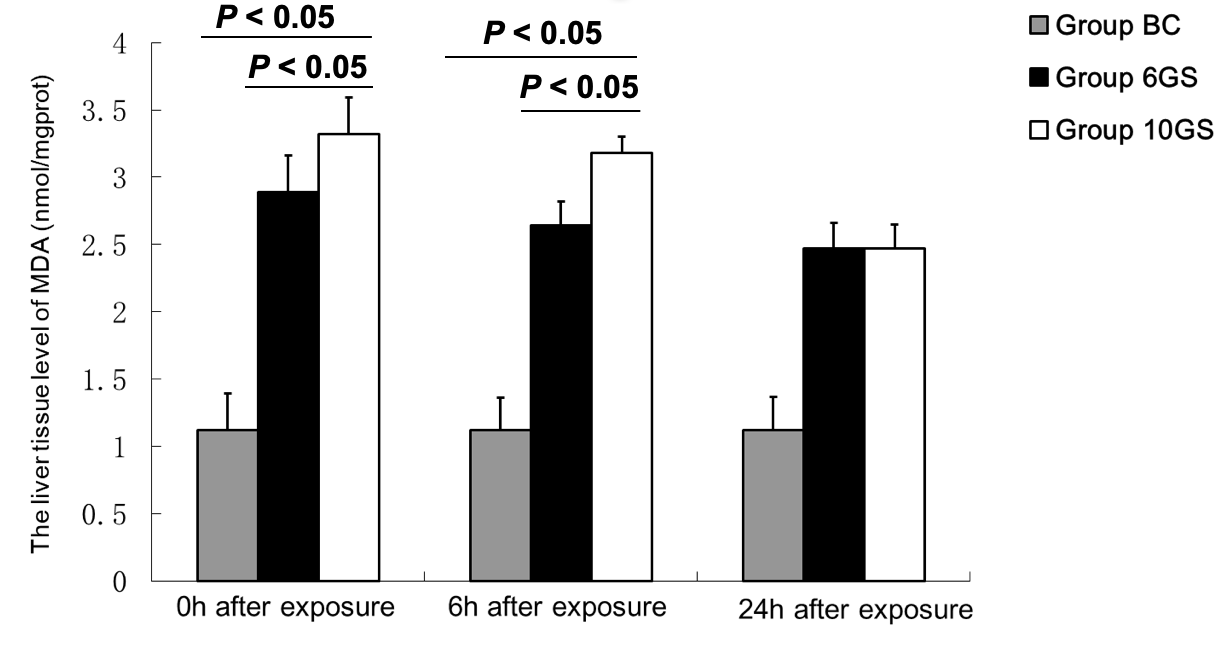 P < 0.05
P < 0.05
P < 0.05
P < 0.05
Group BC
Group 6GS
Group 10GS
The liver tissue level of MDA (nmol/mgprot)
4
3.5
3
2.5
2
1.5
1
0.5
0
0h after exposure
6h after exposure
24h after exposure